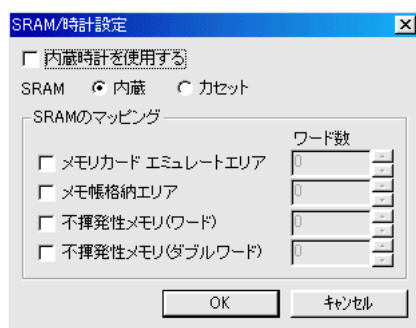 SRAM/時計設定
内蔵時計を使用する
SRAM 内蔵 カセット
SRAMのマッピング
ワード数
メモリカード エミュレートエリア 0
メモ帳格納エリア 0
不揮発性メモリ(ワード) 0
不揮発性メモリ(ダブルワード) 0
OK キャンセル